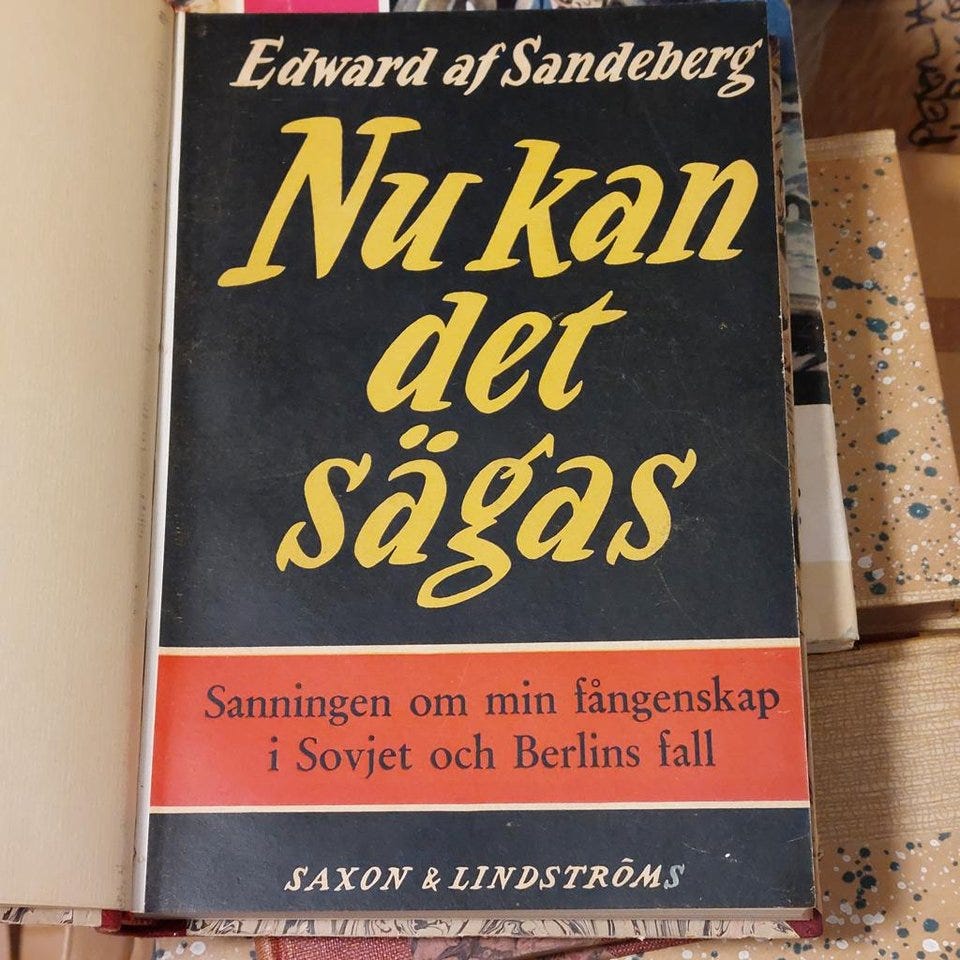 Edward af Sandeberg
Nu kan
det
sägas
Sanningen om min fångenskap
i Sovjet och Berlins fall
SAXON & LINDSTRÖMS